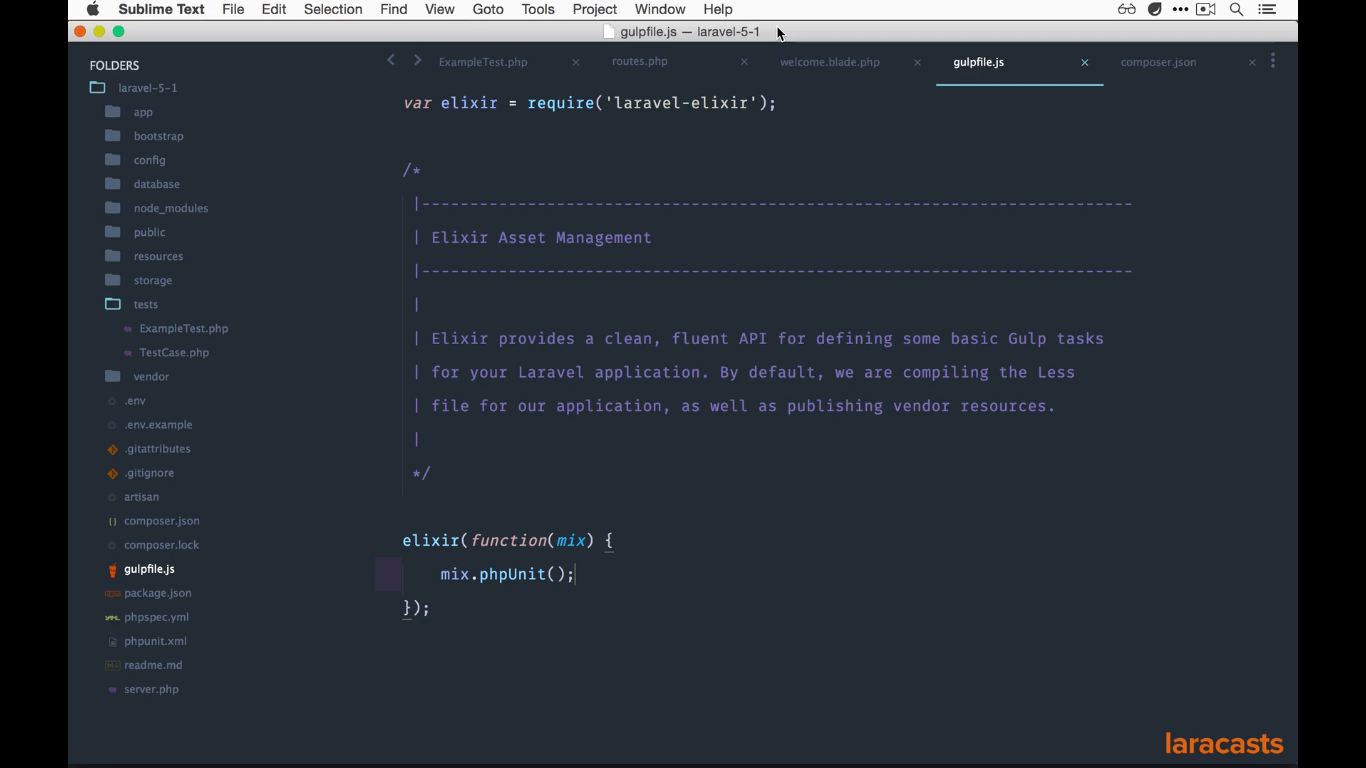 Sublime Text File Edit Selection Find View Goto Tools Project Window Help
gulpfile.js — laravel-5-1
FOLDERS
laravel-5-1
app
bootstrap
config
database
node_modules
public
resources
storage
tests
ExampleTest.php
TestCase.php
vendor
.env
.env.example
.gitattributes
.gitignore
artisan
composer.json
composer.lock
gulpfile.js
package.json
phpspec.yml
phpunit.xml
readme.md
server.php
ExampleTest.php × routes.php × welcome.blade.php × gulpfile.js × composer.json ×
var elixir = require('laravel-elixir');
/*
|--------------------------------------------------------------------------
| Elixir Asset Management
|--------------------------------------------------------------------------
|
| Elixir provides a clean, fluent API for defining some basic Gulp tasks
| for your Laravel application. By default, we are compiling the Less
| file for our application, as well as publishing vendor resources.
|
*/
elixir(function(mix) {
mix.phpUnit();
});
laracasts